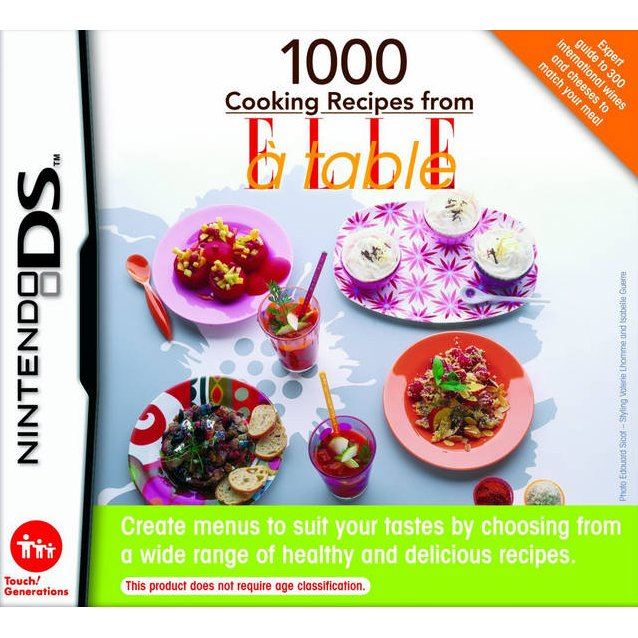 1000
Cooking Recipes from
ELLE
à table
Expert
guide to 300
international wines
and cheeses to
match your meal
NINTENDO DS™
Photo Edouard Sicot – Styling Valerie Lhomme and Isabelle Guerre
Create menus to suit your tastes by choosing from
a wide range of healthy and delicious recipes.
This product does not require age classification.
Touch!
Generations